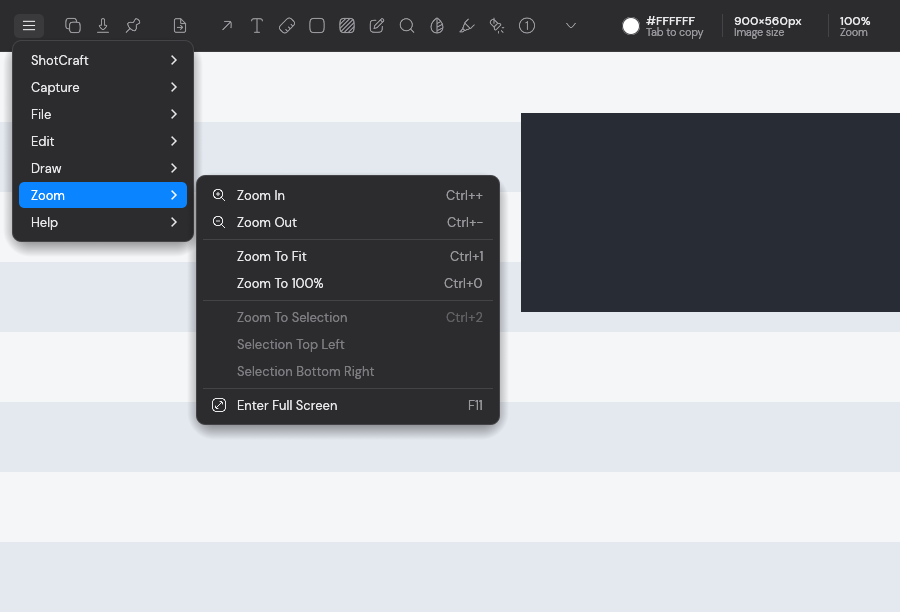 #FFFFFF
Tab to copy
900×560px
Image size
100%
Zoom
1
ShotCraft
Capture
File
Edit
Draw
Zoom
Help
Zoom In Ctrl++
Zoom Out Ctrl+-
Zoom To Fit Ctrl+1
Zoom To 100% Ctrl+0
Zoom To Selection Ctrl+2
Selection Top Left
Selection Bottom Right
Enter Full Screen F11